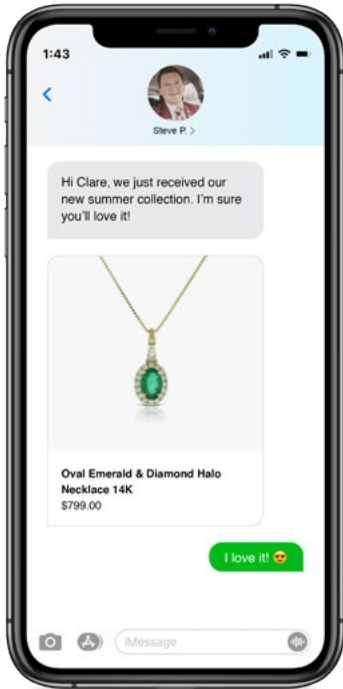 1:43
Steve P. >
Hi Clare, we just received our
new summer collection. I'm sure
you'll love it!
Oval Emerald & Diamond Halo
Necklace 14K
$799.00
I love it! 😍
iMessage